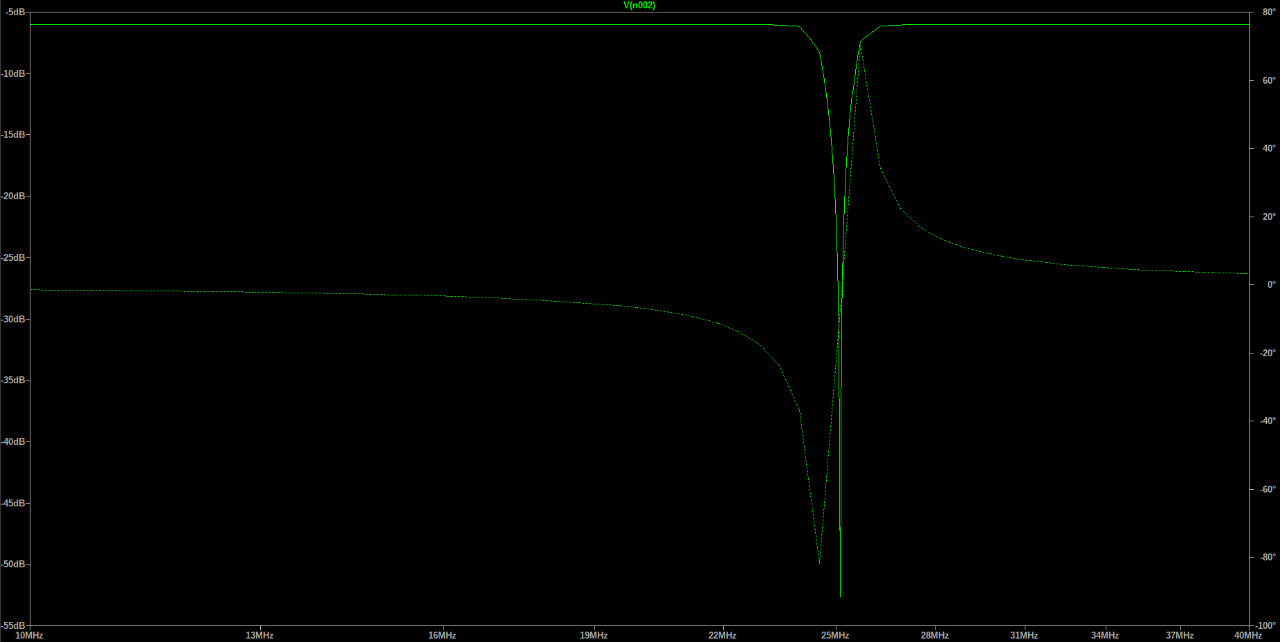 V(n002)
-5dB
-10dB
-15dB
-20dB
-25dB
-30dB
-35dB
-40dB
-45dB
-50dB
-55dB
80°
60°
40°
20°
0°
-20°
-40°
-60°
-80°
-100°
10MHz 13MHz 16MHz 19MHz 22MHz 25MHz 28MHz 31MHz 34MHz 37MHz 40MHz